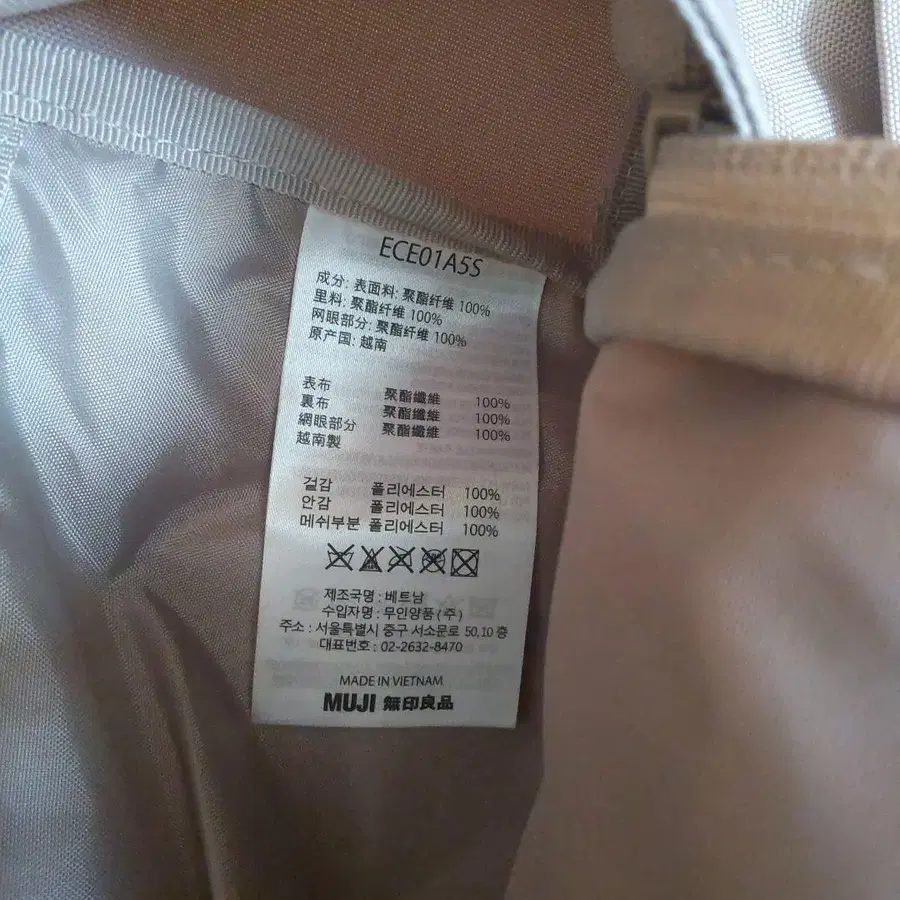 ECE01A5S
成分: 表面料: 聚酯纤维 100%
里料: 聚酯纤维 100%
网眼部分: 聚酯纤维 100%
原产国: 越南
表布 聚酯纖維 100%
裏布 聚酯纖維 100%
網眼部分 聚酯纖維 100%
越南製
겉감 폴리에스터 100%
안감 폴리에스터 100%
메쉬부분 폴리에스터 100%
제조국명 : 베트남
수입자명 : 무인양품 (주)
주소 : 서울특별시 중구 서소문로 50,10 층
대표번호 : 02-2632-8470
MADE IN VIETNAM
MUJI 無印良品